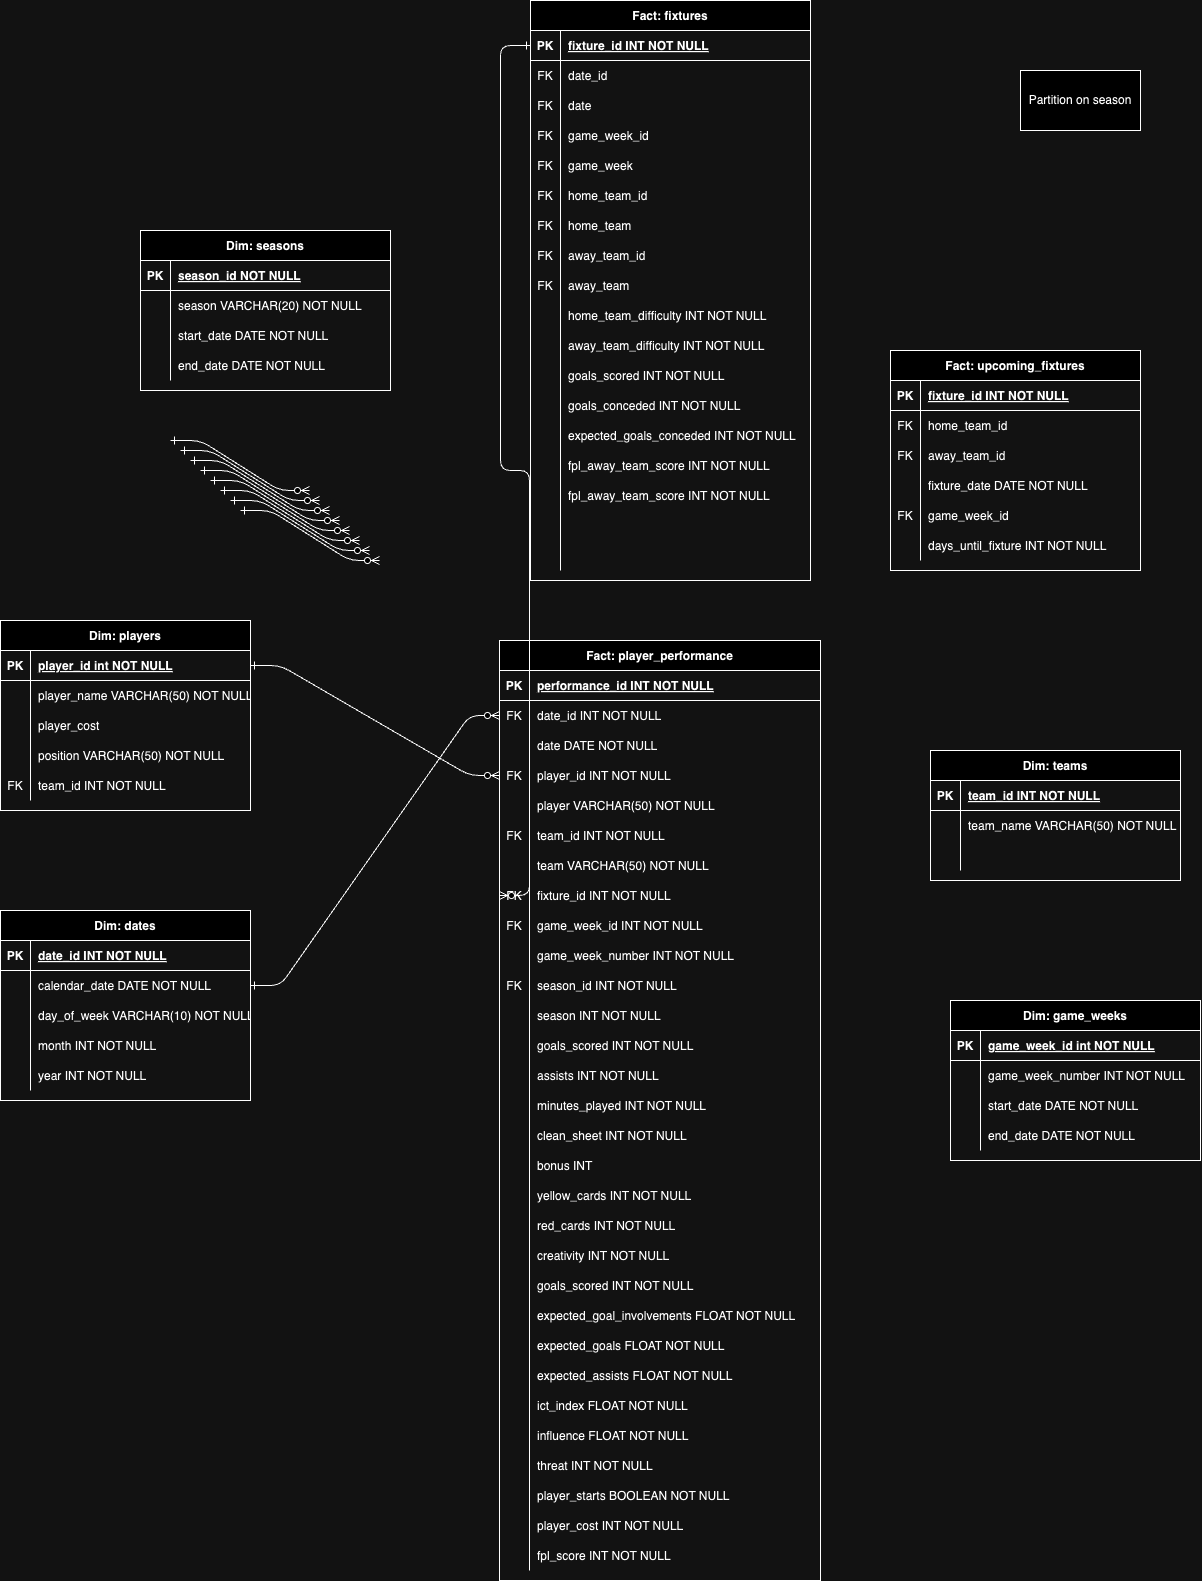 Fact: fixtures
PK fixture_id INT NOT NULL
FK date_id
FK date
FK game_week_id
FK game_week
FK home_team_id
FK home_team
FK away_team_id
FK away_team
home_team_difficulty INT NOT NULL
away_team_difficulty INT NOT NULL
goals_scored INT NOT NULL
goals_conceded INT NOT NULL
expected_goals_conceded INT NOT NULL
fpl_away_team_score INT NOT NULL
fpl_away_team_score INT NOT NULL
Partition on season
Dim: seasons
PK season_id NOT NULL
season VARCHAR(20) NOT NULL
start_date DATE NOT NULL
end_date DATE NOT NULL
Fact: upcoming_fixtures
PK fixture_id INT NOT NULL
FK home_team_id
FK away_team_id
fixture_date DATE NOT NULL
FK game_week_id
days_until_fixture INT NOT NULL
Dim: players
PK player_id int NOT NULL
player_name VARCHAR(50) NOT NULL
player_cost
position VARCHAR(50) NOT NULL
FK team_id INT NOT NULL
Fact: player_performance
PK performance_id INT NOT NULL
FK date_id INT NOT NULL
date DATE NOT NULL
FK player_id INT NOT NULL
player VARCHAR(50) NOT NULL
FK team_id INT NOT NULL
team VARCHAR(50) NOT NULL
FK fixture_id INT NOT NULL
FK game_week_id INT NOT NULL
game_week_number INT NOT NULL
FK season_id INT NOT NULL
season INT NOT NULL
goals_scored INT NOT NULL
assists INT NOT NULL
minutes_played INT NOT NULL
clean_sheet INT NOT NULL
bonus INT
yellow_cards INT NOT NULL
red_cards INT NOT NULL
creativity INT NOT NULL
goals_scored INT NOT NULL
expected_goal_involvements FLOAT NOT NULL
expected_goals FLOAT NOT NULL
expected_assists FLOAT NOT NULL
ict_index FLOAT NOT NULL
influence FLOAT NOT NULL
threat INT NOT NULL
player_starts BOOLEAN NOT NULL
player_cost INT NOT NULL
fpl_score INT NOT NULL
Dim: teams
PK team_id INT NOT NULL
team_name VARCHAR(50) NOT NULL
Dim: dates
PK date_id INT NOT NULL
calendar_date DATE NOT NULL
day_of_week VARCHAR(10) NOT NULL
month INT NOT NULL
year INT NOT NULL
Dim: game_weeks
PK game_week_id int NOT NULL
game_week_number INT NOT NULL
start_date DATE NOT NULL
end_date DATE NOT NULL